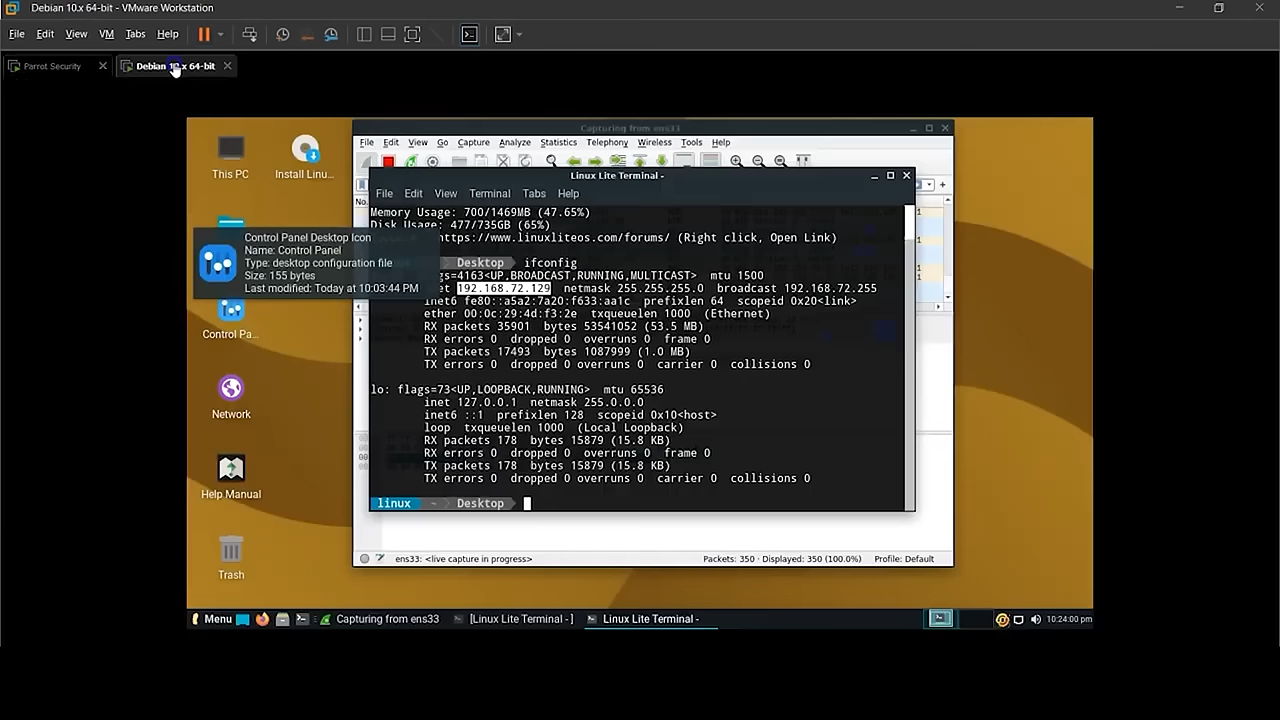 Debian 10.x 64-bit - VMware Workstation
File Edit View VM Tabs Help
Parrot Security
Debian 10.x 64-bit
This PC
Install Linu...
Control Panel Desktop Icon
Name: Control Panel
Type: desktop configuration file
Size: 155 bytes
Last modified: Today at 10:03:44 PM
Control Pa...
Network
Help Manual
Trash
Capturing from ens33
File Edit View Go Capture Analyze Statistics Telephony Wireless Tools Help
No.
Linux Lite Terminal -
File Edit View Terminal Tabs Help
Memory Usage: 700/1469MB (47.65%)
Disk Usage: 477/735GB (65%)
https://www.linuxliteos.com/forums/ (Right click, Open Link)
Desktop ifconfig
gs=4163<UP,BROADCAST,RUNNING,MULTICAST> mtu 1500
et 192.168.72.129 netmask 255.255.255.0 broadcast 192.168.72.255
inet6 fe80::a5a2:7a20:f633:aa1c prefixlen 64 scopeid 0x20<link>
ether 00:0c:29:4d:f3:2e txqueuelen 1000 (Ethernet)
RX packets 35901 bytes 53541052 (53.5 MB)
RX errors 0 dropped 0 overruns 0 frame 0
TX packets 17493 bytes 1087999 (1.0 MB)
TX errors 0 dropped 0 overruns 0 carrier 0 collisions 0
lo: flags=73<UP,LOOPBACK,RUNNING> mtu 65536
inet 127.0.0.1 netmask 255.0.0.0
inet6 ::1 prefixlen 128 scopeid 0x10<host>
loop txqueuelen 1000 (Local Loopback)
RX packets 178 bytes 15879 (15.8 KB)
RX errors 0 dropped 0 overruns 0 frame 0
TX packets 178 bytes 15879 (15.8 KB)
TX errors 0 dropped 0 overruns 0 carrier 0 collisions 0
linux ~ Desktop
ens33: <live capture in progress>
Packets: 350 · Displayed: 350 (100.0%)
Profile: Default
Menu
Capturing from ens33
[Linux Lite Terminal - ]
Linux Lite Terminal -
10:24:00 pm